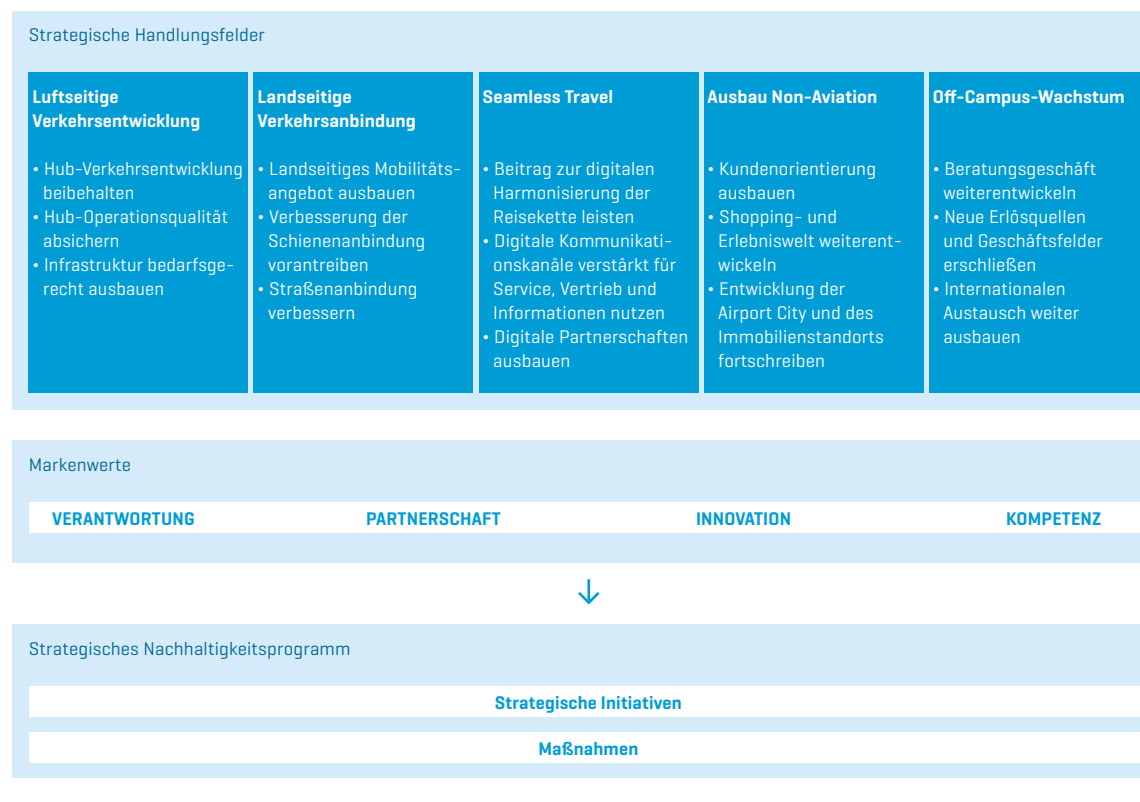 Strategische Handlungsfelder
Luftseitige
Verkehrsentwicklung
• Hub-Verkehrsentwicklung
beibehalten
• Hub-Operationsqualität
absichern
• Infrastruktur bedarfsge-
recht ausbauen
Landseitige
Verkehrsanbindung
• Landseitiges Mobilitäts-
angebot ausbauen
• Verbesserung der
Schienenanbindung
vorantreiben
• Straßenanbindung
verbessern
Seamless Travel
• Beitrag zur digitalen
Harmonisierung der
Reisekette leisten
• Digitale Kommunikati-
onskanäle verstärkt für
Service, Vertrieb und
Informationen nutzen
• Digitale Partnerschaften
ausbauen
Ausbau Non-Aviation
• Kundenorientierung
ausbauen
• Shopping- und
Erlebniswelt weiterent-
wickeln
• Entwicklung der
Airport City und des
Immobilienstandorts
fortschreiben
Off-Campus-Wachstum
• Beratungsgeschäft
weiterentwickeln
• Neue Erlösquellen
und Geschäftsfelder
erschließen
• Internationalen
Austausch weiter
ausbauen
Markenwerte
VERANTWORTUNG PARTNERSCHAFT INNOVATION KOMPETENZ
Strategisches Nachhaltigkeitsprogramm
Strategische Initiativen
Maßnahmen